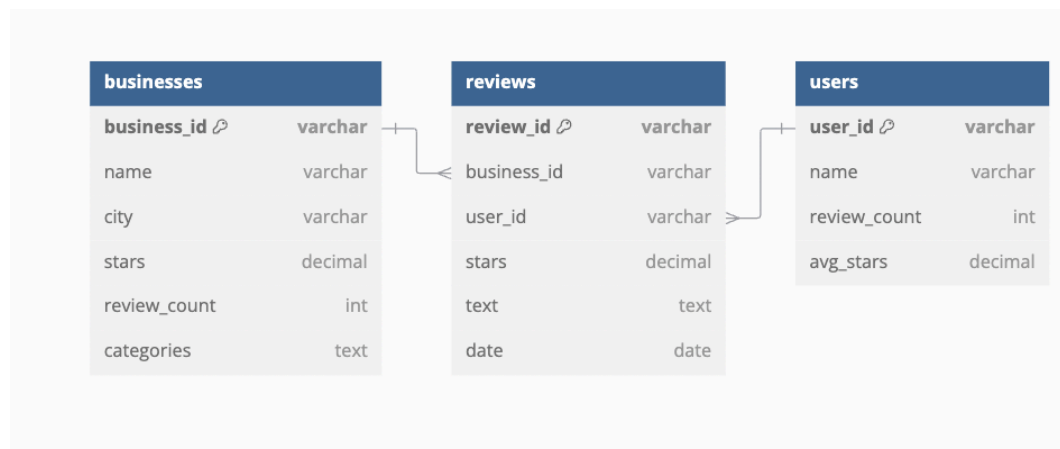 businesses
business_id varchar
name varchar
city varchar
stars decimal
review_count int
categories text
reviews
review_id varchar
business_id varchar
user_id varchar
stars decimal
text text
date date
users
user_id varchar
name varchar
review_count int
avg_stars decimal